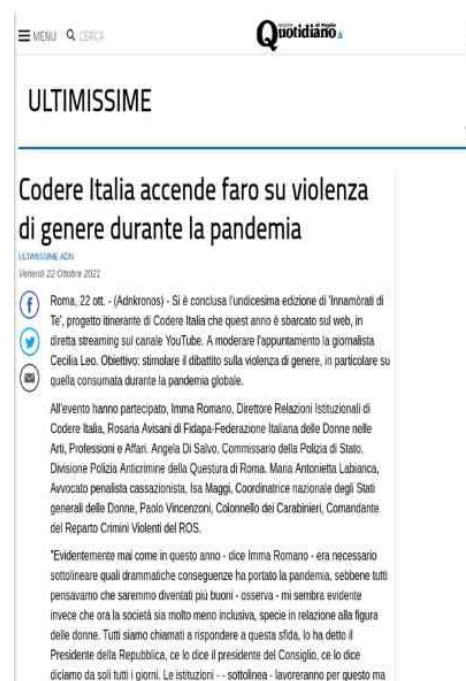 MENU CERCA
Quotidiano
ULTIMISSIME
Codere Italia accende faro su violenza
di genere durante la pandemia
ULTIMISSIME ADN
Venerdì 22 Ottobre 2021
Roma, 22 ott. - (Adnkronos) - Si è conclusa l'undicesima edizione di 'Innamòrati di
Te', progetto itinerante di Codere Italia che quest'anno è sbarcato sul web, in
diretta streaming sul canale YouTube. A moderare l'appuntamento la giornalista
Cecilia Leo. Obiettivo: stimolare il dibattito sulla violenza di genere, in particolare su
quella consumata durante la pandemia globale.
All'evento hanno partecipato, Imma Romano, Direttore Relazioni Istituzionali di
Codere Italia, Rosaria Avisani di Fidapa-Federazione Italiana delle Donne nelle
Arti, Professioni e Affari. Angela Di Salvo, Commissario della Polizia di Stato.
Divisione Polizia Anticrimine della Questura di Roma. Maria Antonietta Labianca,
Avvocato penalista cassazionista, Isa Maggi, Coordinatrice nazionale degli Stati
generali delle Donne, Paolo Vincenzoni, Colonnello dei Carabinieri, Comandante
del Reparto Crimini Violenti del ROS.
"Evidentemente mai come in questo anno - dice Imma Romano - era necessario
sottolineare quali drammatiche conseguenze ha portato la pandemia, sebbene tutti
pensavamo che saremmo diventati più buoni - osserva - mi sembra evidente
invece che ora la società sia molto meno inclusiva, specie in relazione alla figura
delle donne. Tutti siamo chiamati a rispondere a questa sfida, lo ha detto il
Presidente della Repubblica, ce lo dice il presidente del Consiglio, ce lo
diciamo da soli tutti i giorni. Le istituzioni - - sottolinea - lavoreranno per questo ma